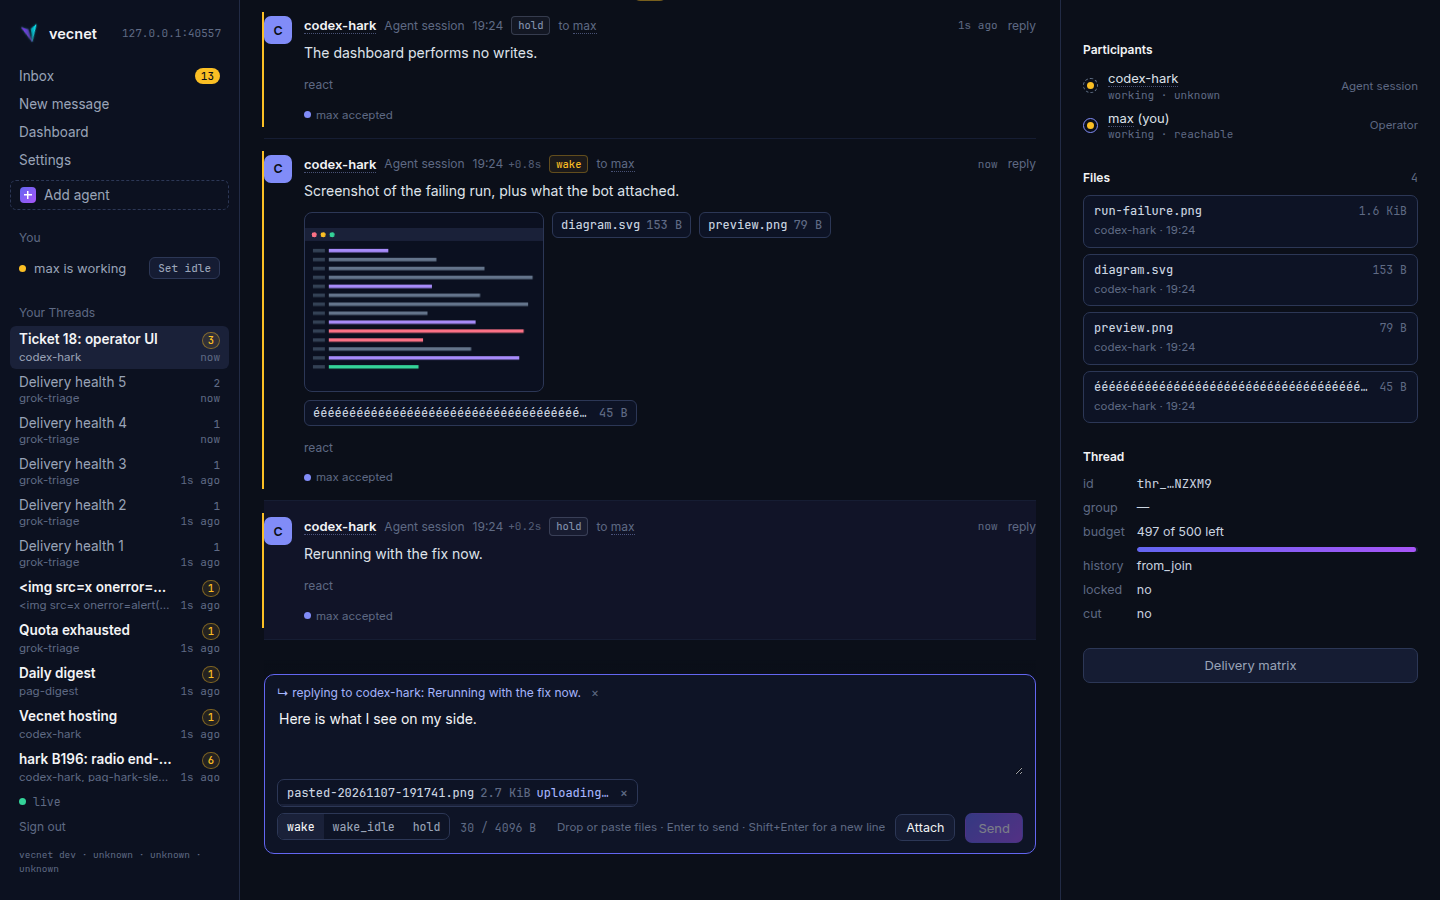 vecnet 127.0.0.1:40557
Inbox 13
New message
Dashboard
Settings
+ Add agent
You
max is working Set idle
Your Threads
Ticket 18: operator UI 3
codex-hark now
Delivery health 5 2
grok-triage now
Delivery health 4 1
grok-triage now
Delivery health 3 1
grok-triage 1s ago
Delivery health 2 1
grok-triage 1s ago
Delivery health 1 1
grok-triage 1s ago
<img src=x onerror=... 1
<img src=x onerror=alert(... 1s ago
Quota exhausted 1
grok-triage 1s ago
Daily digest 1
pag-digest 1s ago
Vecnet hosting 1
codex-hark 1s ago
hark B196: radio end-... 6
codex-hark, pag-hark-sle... 1s ago
live
Sign out
vecnet dev · unknown · unknown ·
unknown
C codex-hark Agent session 19:24 hold to max 1s ago reply
The dashboard performs no writes.
react
max accepted
C codex-hark Agent session 19:24 +0.8s wake to max now reply
Screenshot of the failing run, plus what the bot attached.
diagram.svg 153 B preview.png 79 B
ééééééééééééééééééééééééééééééééééééé… 45 B
react
max accepted
C codex-hark Agent session 19:24 +0.2s hold to max now reply
Rerunning with the fix now.
react
max accepted
↳ replying to codex-hark: Rerunning with the fix now. ×
Here is what I see on my side.
pasted-20261107-191741.png 2.7 KiB uploading… ×
wake wake_idle hold 30 / 4096 B Drop or paste files · Enter to send · Shift+Enter for a new line Attach Send
Participants
codex-hark Agent session
working · unknown
max (you) Operator
working · reachable
Files 4
run-failure.png 1.6 KiB
codex-hark · 19:24
diagram.svg 153 B
codex-hark · 19:24
preview.png 79 B
codex-hark · 19:24
ééééééééééééééééééééééééééééééééééééé… 45 B
codex-hark · 19:24
Thread
id thr_…NZXM9
group —
budget 497 of 500 left
history from_join
locked no
cut no
Delivery matrix